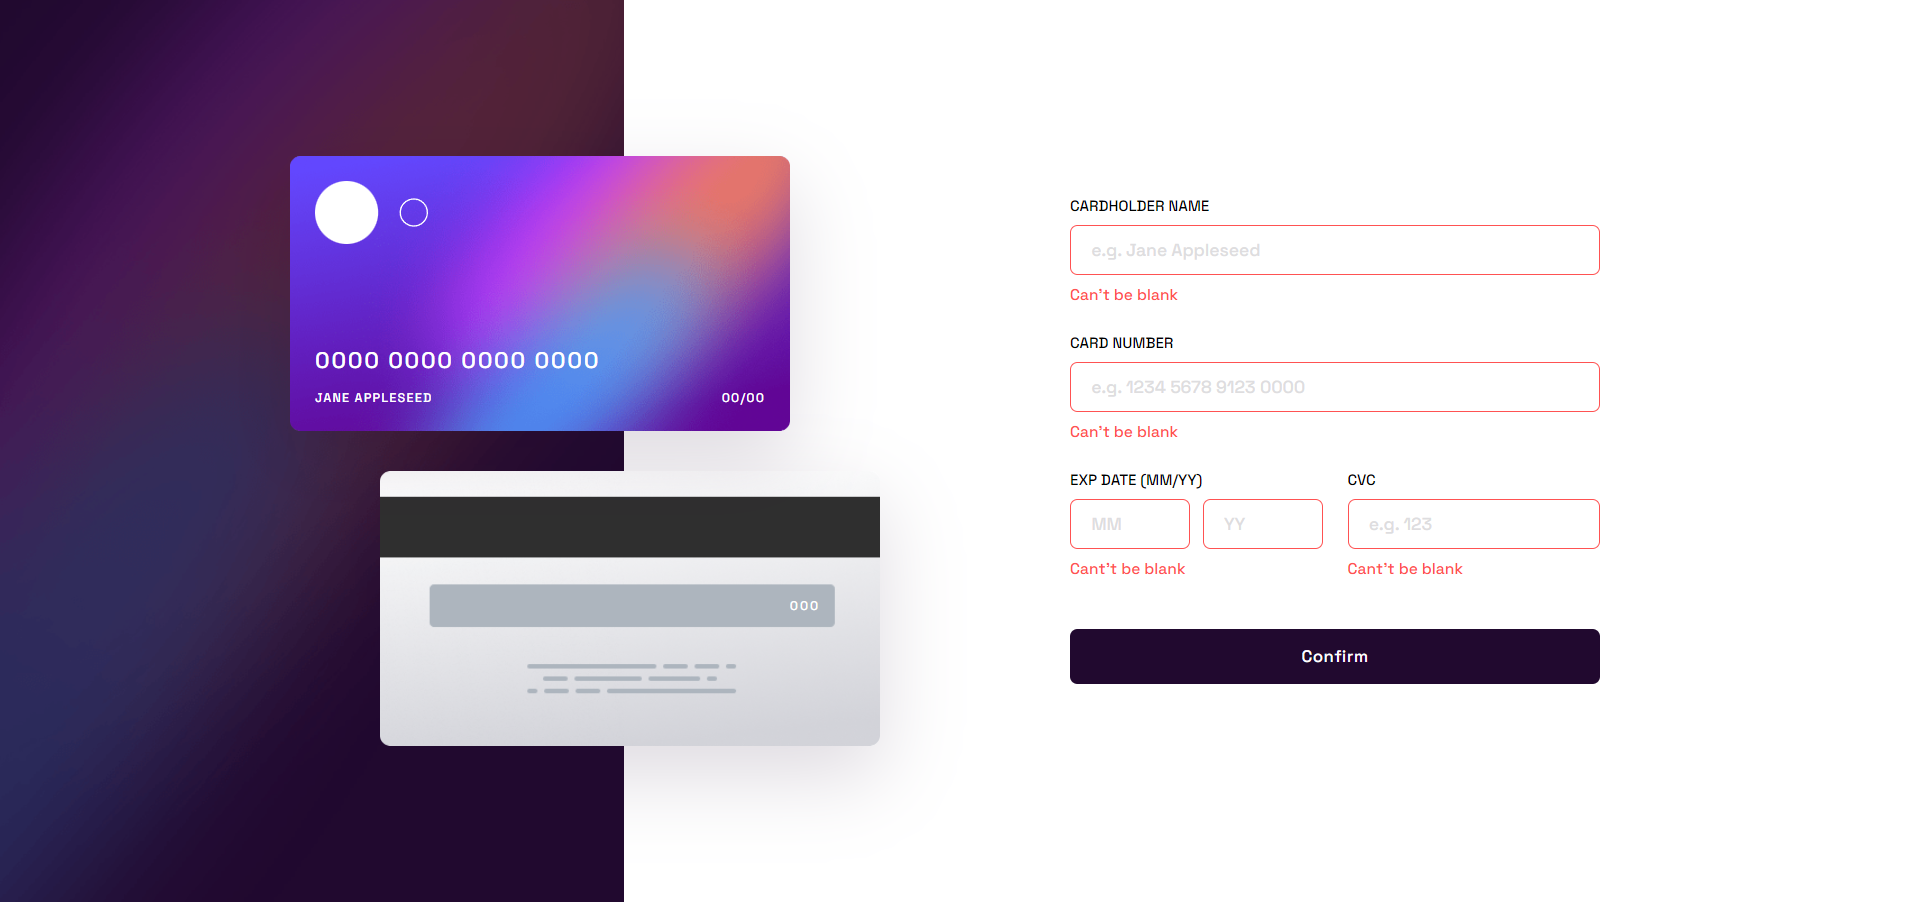 0000 0000 0000 0000
JANE APPLESEED 00/00
000
CARDHOLDER NAME
e.g. Jane Appleseed
Can't be blank
CARD NUMBER
e.g. 1234 5678 9123 0000
Can't be blank
EXP DATE (MM/YY) CVC
MM YY e.g. 123
Cant't be blank Cant't be blank
Confirm